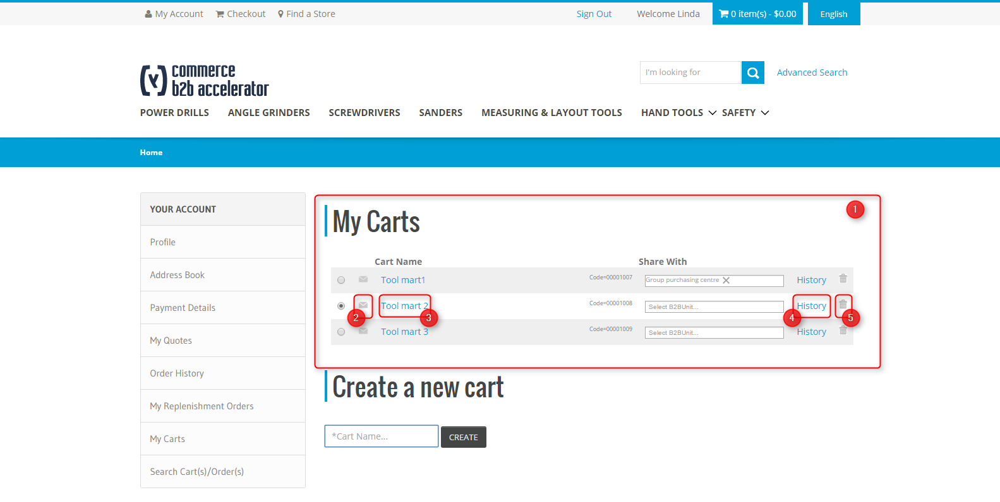 My Account Checkout Find a Store Sign Out Welcome Linda 0 item(s) - $0.00 English
(y) commerce
b2b accelerator
I'm looking for Advanced Search
POWER DRILLS ANGLE GRINDERS SCREWDRIVERS SANDERS MEASURING & LAYOUT TOOLS HAND TOOLS SAFETY
Home
YOUR ACCOUNT
Profile
Address Book
Payment Details
My Quotes
Order History
My Replenishment Orders
My Carts
Search Cart(s)/Order(s)
1
My Carts
Cart Name Share With
Tool mart1 Code=00001007 Group purchasing centre History
Tool mart 2 Code=00001008 Select B2BUnit... History
2 3 4 5
Tool mart 3 Code=00001009 Select B2BUnit... History
Create a new cart
*Cart Name... CREATE